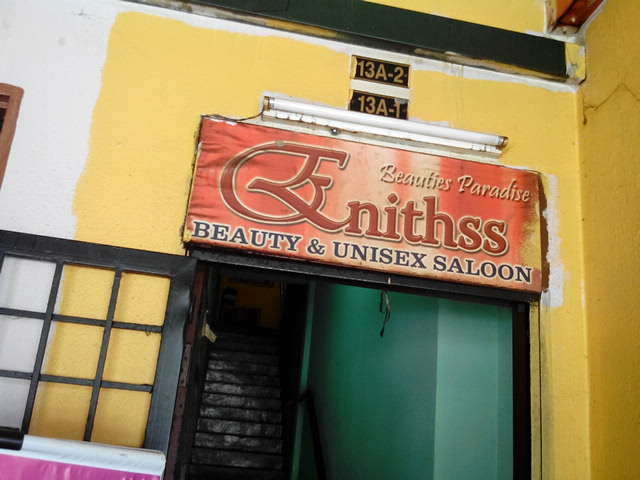 13A-2
13A-1
Beauties Paradise
Enithss
BEAUTY & UNISEX SALOON